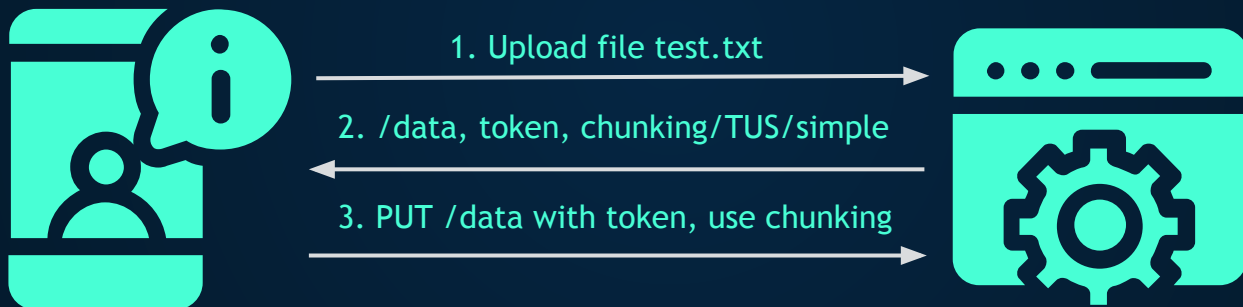 1. Upload file test.txt
2. /data, token, chunking/TUS/simple
3. PUT /data with token, use chunking